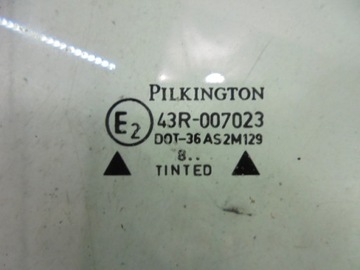 PILKINGTON
E2 43R-007023
DOT-36 AS2M129
8..
TINTED